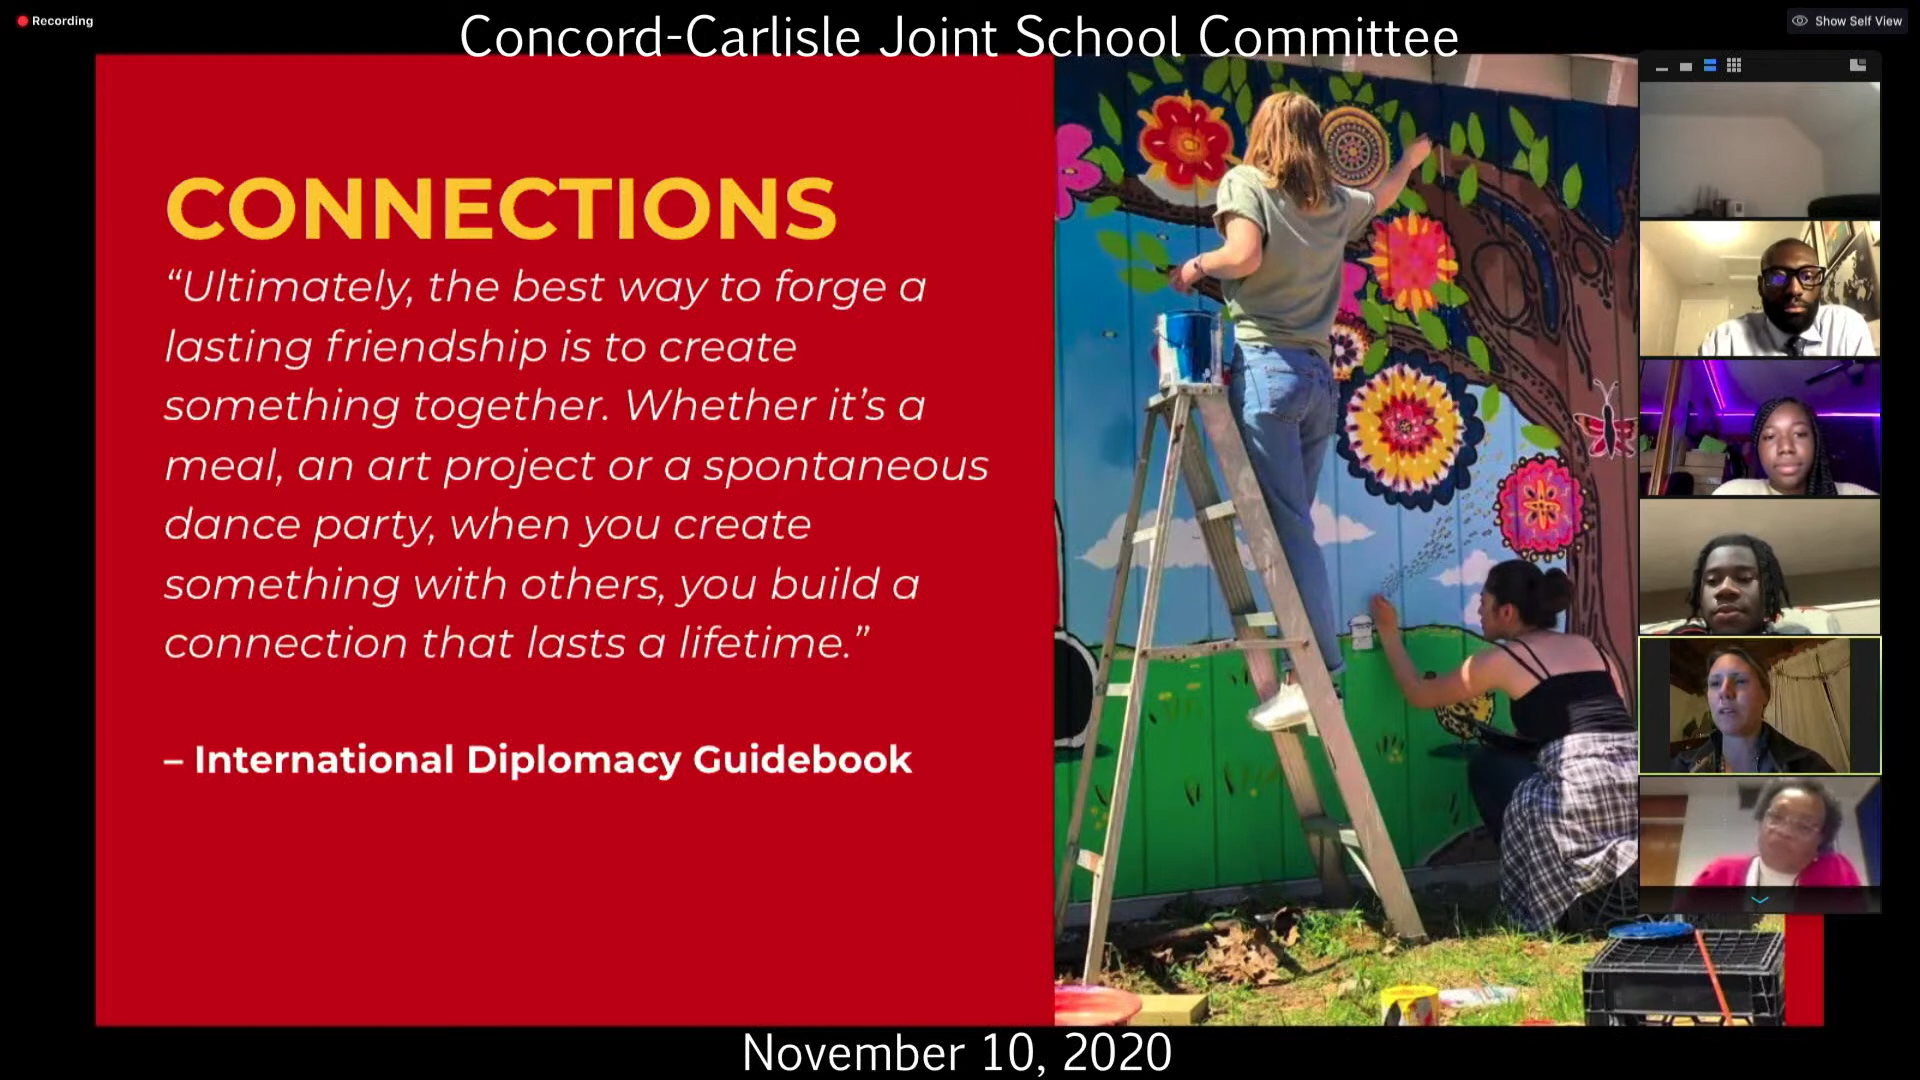 Recording
Concord-Carlisle Joint School Committee
Show Self View
CONNECTIONS
“Ultimately, the best way to forge a
lasting friendship is to create
something together. Whether it’s a
meal, an art project or a spontaneous
dance party, when you create
something with others, you build a
connection that lasts a lifetime.”
– International Diplomacy Guidebook
November 10, 2020